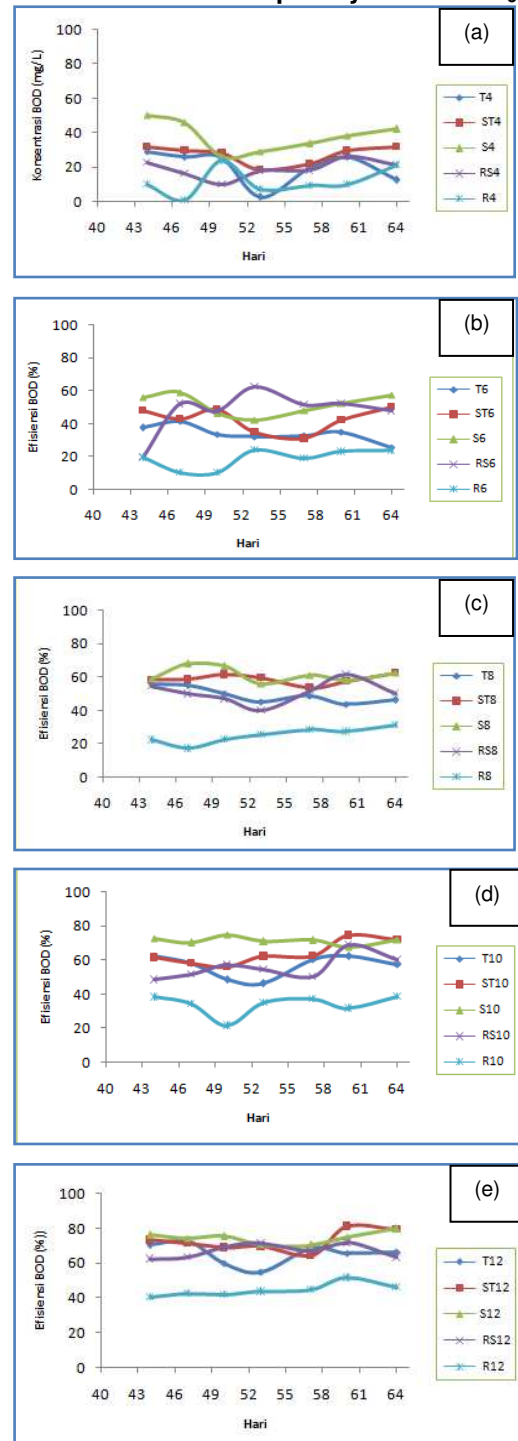 (a)
Konsentrasi BOD (mg/L)
100
80
60
40
20
0
40 43 46 49 52 55 58 61 64
Hari
T4
ST4
S4
RS4
R4
(b)
Efisiensi BOD (%)
100
80
60
40
20
0
40 43 46 49 52 55 58 61 64
Hari
T6
ST6
S6
RS6
R6
(c)
Efisiensi BOD (%)
100
80
60
40
20
0
40 43 46 49 52 55 58 61 64
Hari
T8
ST8
S8
RS8
R8
(d)
Efisiensi BOD (%)
100
80
60
40
20
0
40 43 46 49 52 55 58 61 64
Hari
T10
ST10
S10
RS10
R10
(e)
Efisiensi BOD (%))
100
80
60
40
20
0
40 43 46 49 52 55 58 61 64
Hari
T12
ST12
S12
RS12
R12